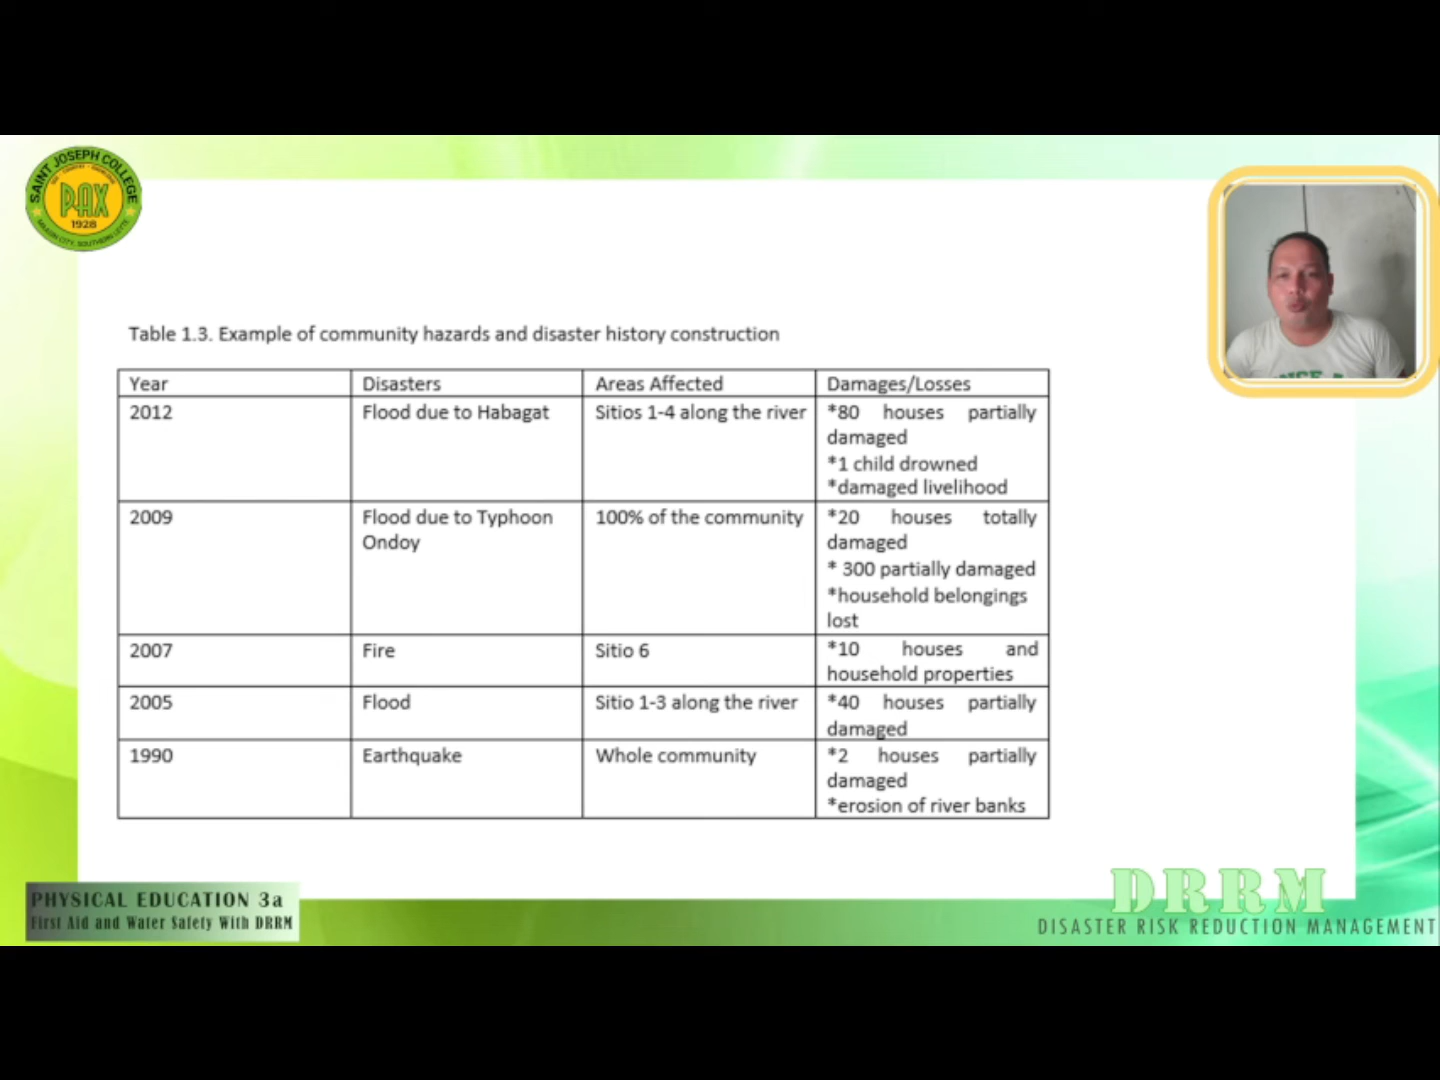 SAINT JOSEPH COLLEGE
PAX
1928
MAASIN CITY, SOUTHERN LEYTE
Table 1.3. Example of community hazards and disaster history construction
Year Disasters Areas Affected Damages/Losses
2012 Flood due to Habagat Sitios 1-4 along the river *80 houses partially
damaged
*1 child drowned
*damaged livelihood
2009 Flood due to Typhoon 100% of the community *20 houses totally
Ondoy damaged
* 300 partially damaged
*household belongings
lost
2007 Fire Sitio 6 *10 houses and
household properties
2005 Flood Sitio 1-3 along the river *40 houses partially
damaged
1990 Earthquake Whole community *2 houses partially
damaged
*erosion of river banks
PHYSICAL EDUCATION 3a
First Aid and Water Safety With DRRM
DRRM
DISASTER RISK REDUCTION MANAGEMENT